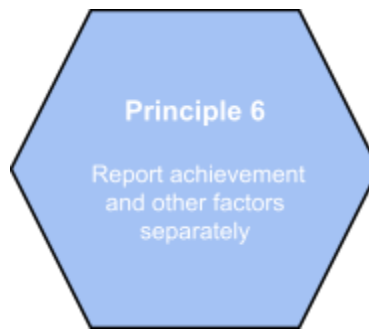 Principle 6
Report achievement
and other factors
separately